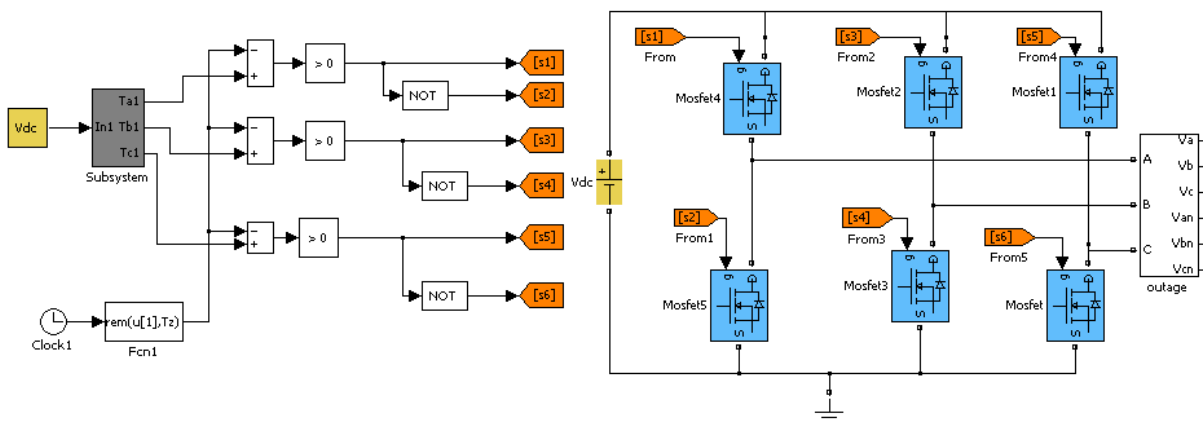 Vdc
In1
Ta1
Tb1
Tc1
Subsystem
Clock1
rem(u[1],Tz)
Fcn1
−
+
> 0
NOT
[s1]
[s2]
−
+
> 0
NOT
[s3]
[s4]
−
+
> 0
NOT
[s5]
[s6]
Vdc
+
[s1]
From
g
D
S
Mosfet4
[s3]
From2
g
D
S
Mosfet2
[s5]
From4
g
D
S
Mosfet1
[s2]
From1
g
D
S
Mosfet5
[s4]
From3
g
D
S
Mosfet3
[s6]
From5
g
D
S
Mosfet
A
B
C
Va
Vb
Vc
Van
Vbn
Vcn
outage